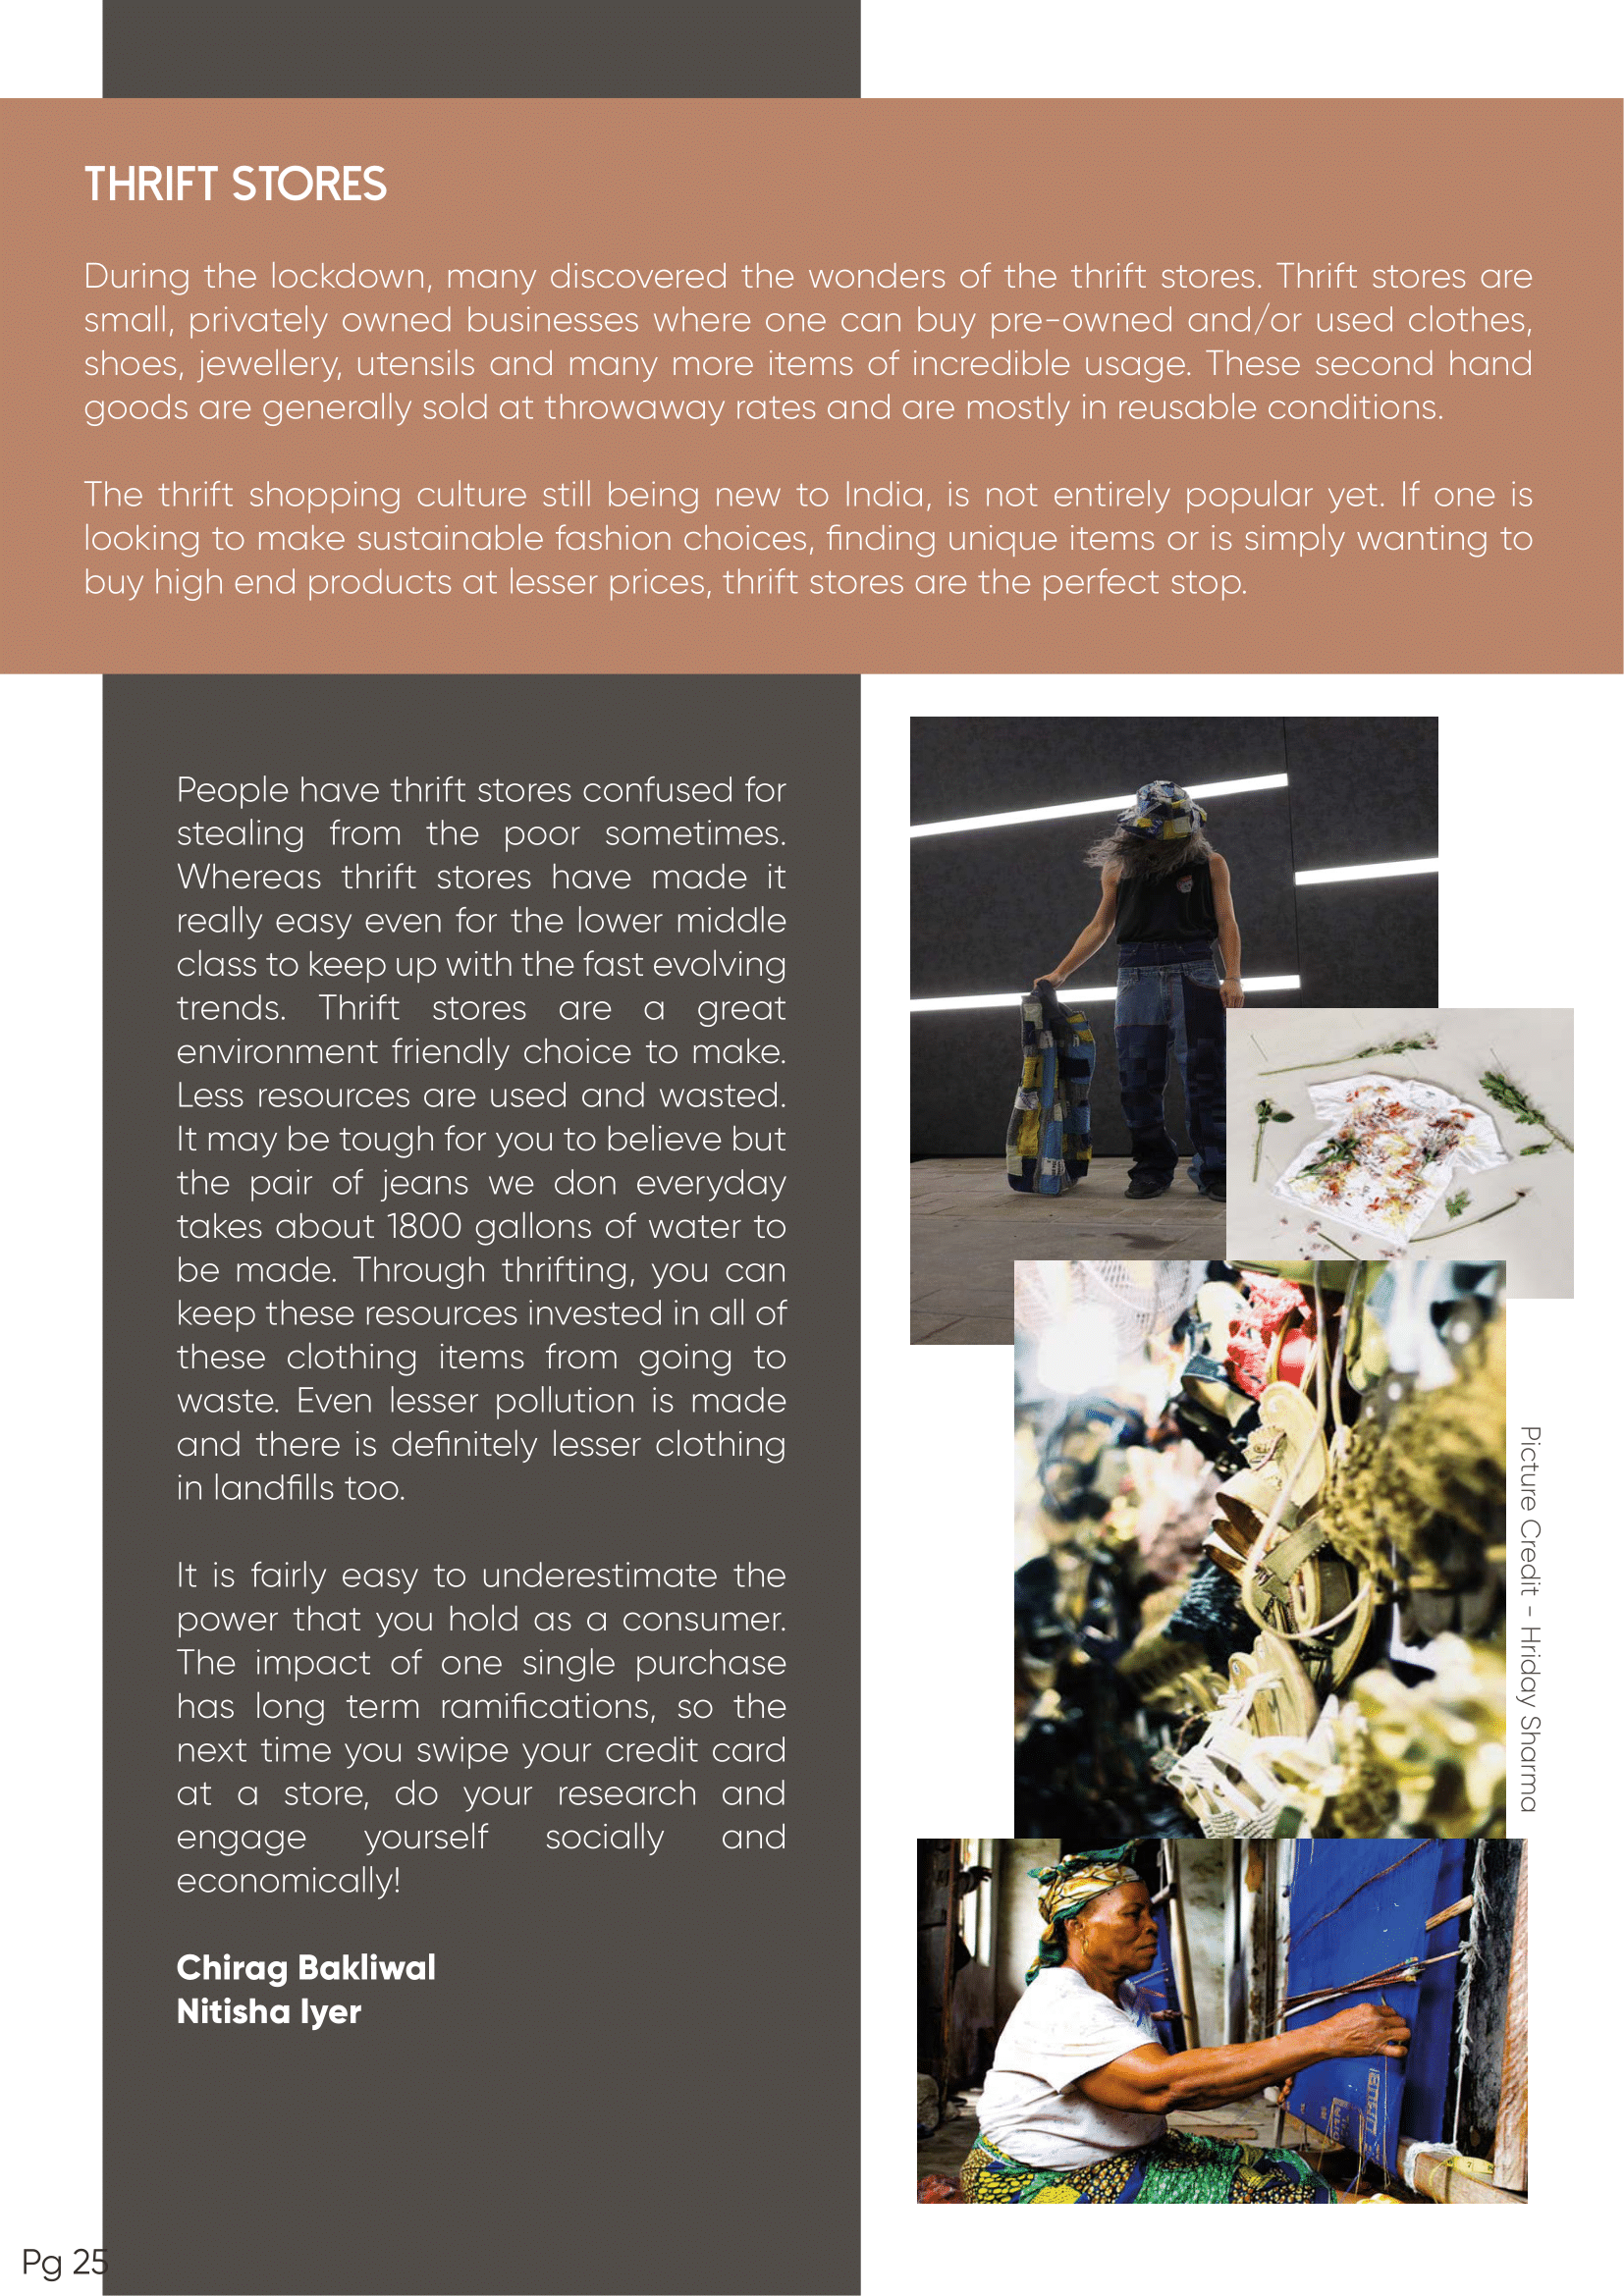 THRIFT STORES
During the lockdown, many discovered the wonders of the thrift stores. Thrift stores are
small, privately owned businesses where one can buy pre-owned and/or used clothes,
shoes, jewellery, utensils and many more items of incredible usage. These second hand
goods are generally sold at throwaway rates and are mostly in reusable conditions.
The thrift shopping culture still being new to India, is not entirely popular yet. If one is
looking to make sustainable fashion choices, finding unique items or is simply wanting to
buy high end products at lesser prices, thrift stores are the perfect stop.
People have thrift stores confused for
stealing from the poor sometimes.
Whereas thrift stores have made it
really easy even for the lower middle
class to keep up with the fast evolving
trends. Thrift stores are a great
environment friendly choice to make.
Less resources are used and wasted.
It may be tough for you to believe but
the pair of jeans we don everyday
takes about 1800 gallons of water to
be made. Through thrifting, you can
keep these resources invested in all of
these clothing items from going to
waste. Even lesser pollution is made
and there is definitely lesser clothing
in landfills too.
It is fairly easy to underestimate the
power that you hold as a consumer.
The impact of one single purchase
has long term ramifications, so the
next time you swipe your credit card
at a store, do your research and
engage yourself socially and
economically!
Chirag Bakliwal
Nitisha Iyer
Picture Credit - Hriday Sharma
Pg 25